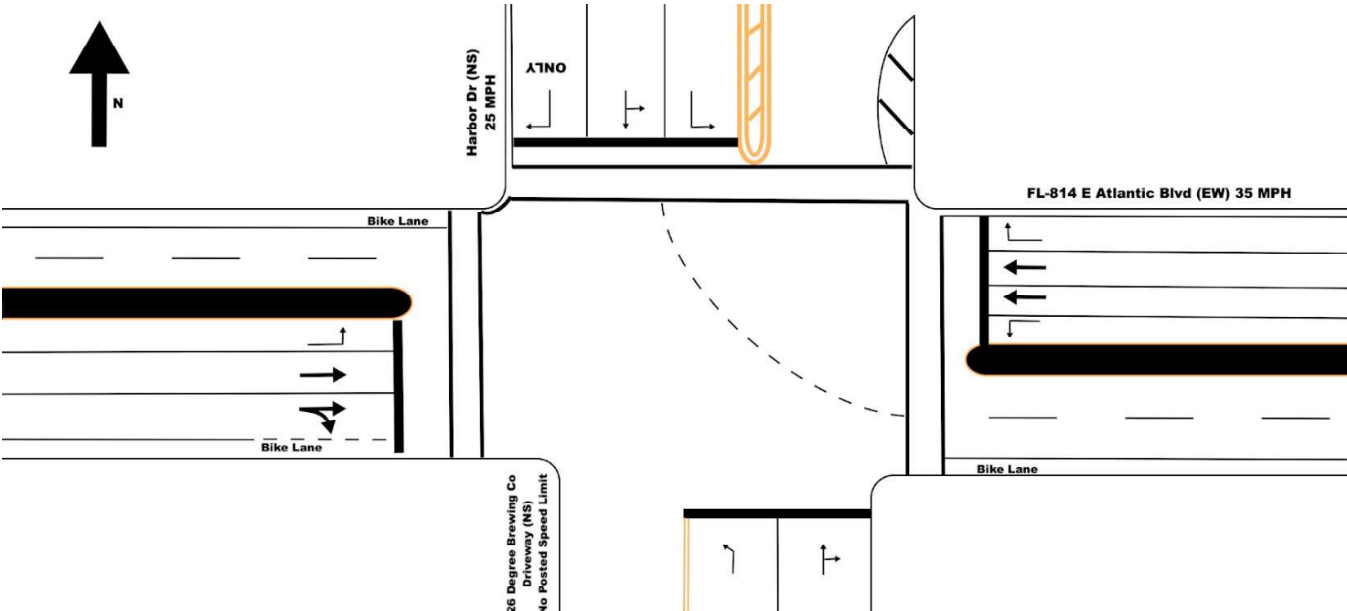 N
Harbor Dr (NS)
25 MPH
ONLY
FL-814 E Atlantic Blvd (EW) 35 MPH
Bike Lane
Bike Lane
Bike Lane
26 Degree Brewing Co
Driveway (NS)
No Posted Speed Limit